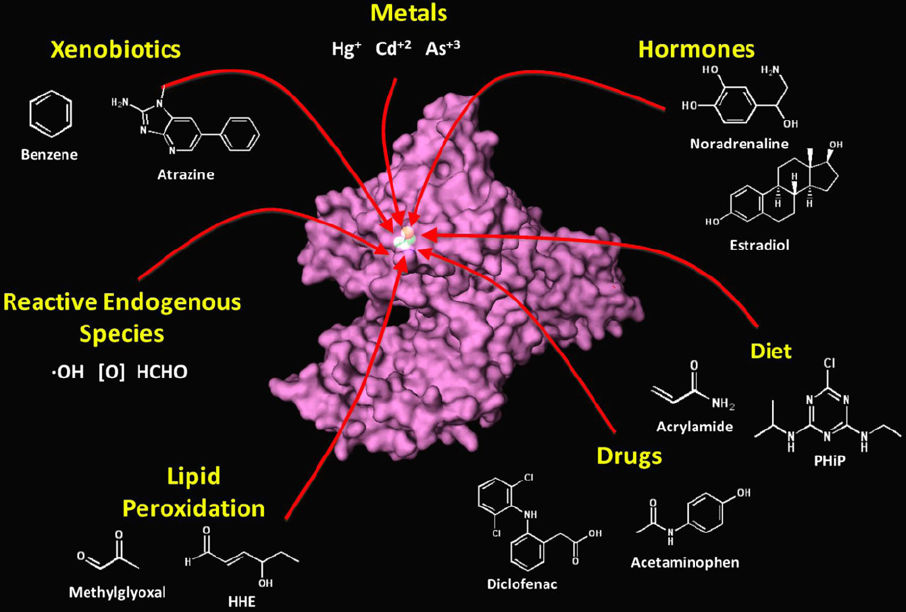 Metals
Hg⁺ Cd⁺² As⁺³
Xenobiotics
H₂N
N
N
N
Benzene
Atrazine
Hormones
HO
H₂N
HO
OH
Noradrenaline
OH
H
H
H
HO
Estradiol
Reactive Endogenous
Species
·OH [O] HCHO
Diet
O
NH₂
Acrylamide
Cl
N
N
N
N
H
N
H
PHiP
Drugs
Cl
NH
Cl
OH
O
Diclofenac
O
N
H
OH
Acetaminophen
Lipid
Peroxidation
O
O
Methylglyoxal
O
H
OH
HHE